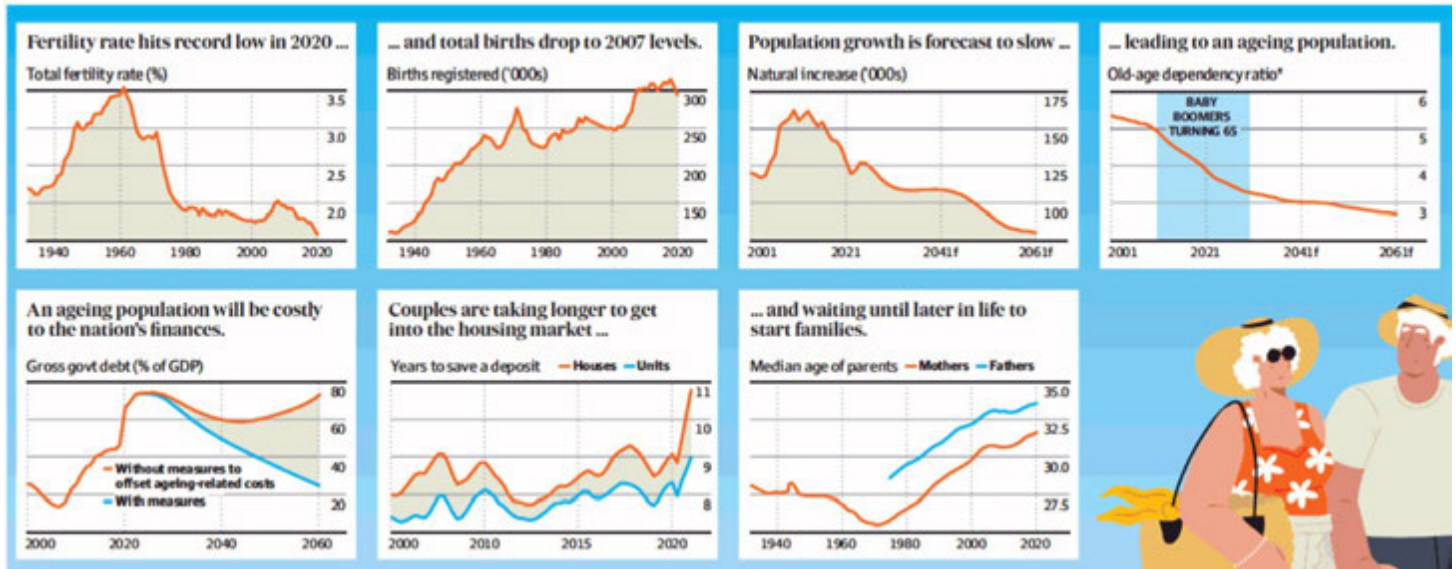 Fertility rate hits record low in 2020 ...
Total fertility rate (%)
3.5
3.0
2.5
2.0
1940 1960 1980 2000 2020
... and total births drop to 2007 levels.
Births registered ('000s)
300
250
200
150
1940 1960 1980 2000 2020
Population growth is forecast to slow ...
Natural increase ('000s)
175
150
125
100
2001 2021 2041f 2061f
... leading to an ageing population.
Old-age dependency ratio*
6
BABY
BOOMERS
TURNING 65
5
4
3
2001 2021 2041f 2061f
An ageing population will be costly
to the nation's finances.
Gross govt debt (% of GDP)
80
60
40
20
Without measures to
offset ageing-related costs
With measures
2000 2020 2040 2060
Couples are taking longer to get
into the housing market ...
Years to save a deposit Houses Units
11
10
9
8
2000 2010 2015 2020
... and waiting until later in life to
start families.
Median age of parents Mothers Fathers
35.0
32.5
30.0
27.5
1940 1960 1980 2000 2020